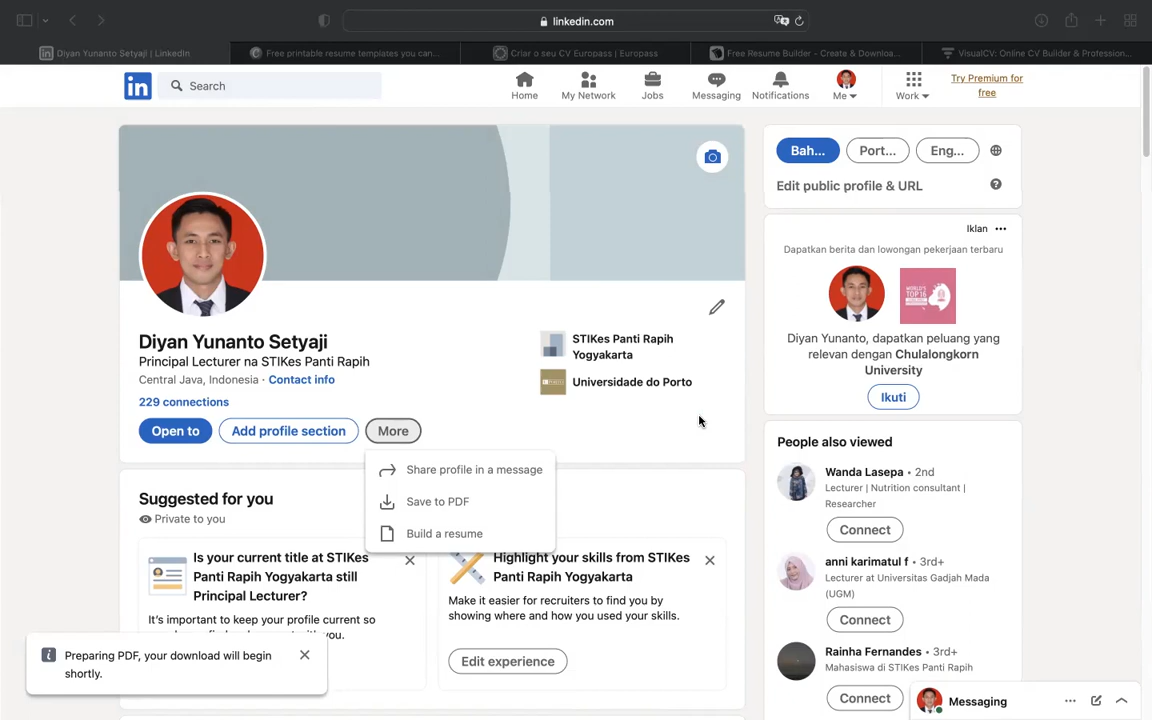 linkedin.com
Diyan Yunanto Setyaji | LinkedIn
Free printable resume templates you can...
Criar o seu CV Europass | Europass
Free Resume Builder - Create & Downloa...
VisualCV: Online CV Builder & Profession...
in
Search
Home
My Network
Jobs
Messaging
Notifications
Me
Work
Try Premium for
free
Bah...
Port...
Eng...
Edit public profile & URL
Iklan
Dapatkan berita dan lowongan pekerjaan terbaru
Diyan Yunanto, dapatkan peluang yang
relevan dengan Chulalongkorn
University
Ikuti
Diyan Yunanto Setyaji
Principal Lecturer na STIKes Panti Rapih
Central Java, Indonesia · Contact info
229 connections
STIKes Panti Rapih
Yogyakarta
Universidade do Porto
Open to
Add profile section
More
Share profile in a message
Save to PDF
Build a resume
Suggested for you
Private to you
Is your current title at STIKes
Panti Rapih Yogyakarta still
Principal Lecturer?
It's important to keep your profile current so
Highlight your skills from STIKes
Panti Rapih Yogyakarta
Make it easier for recruiters to find you by
showing where and how you used your skills.
Edit experience
Preparing PDF, your download will begin
shortly.
People also viewed
Wanda Lasepa • 2nd
Lecturer | Nutrition consultant |
Researcher
Connect
anni karimatul f • 3rd+
Lecturer at Universitas Gadjah Mada
(UGM)
Connect
Rainha Fernandes • 3rd+
Mahasiswa di STIKes Panti Rapih
Connect
Messaging